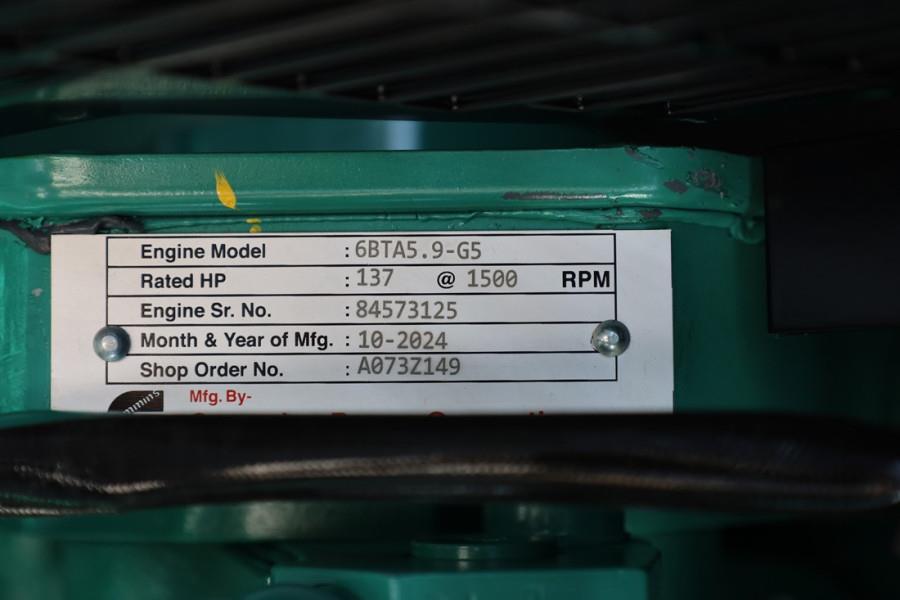 Engine Model : 6BTA5.9-G5
Rated HP : 137 @ 1500 RPM
Engine Sr. No. : 84573125
Month & Year of Mfg. : 10-2024
Shop Order No. : A073Z149
Mfg. By-